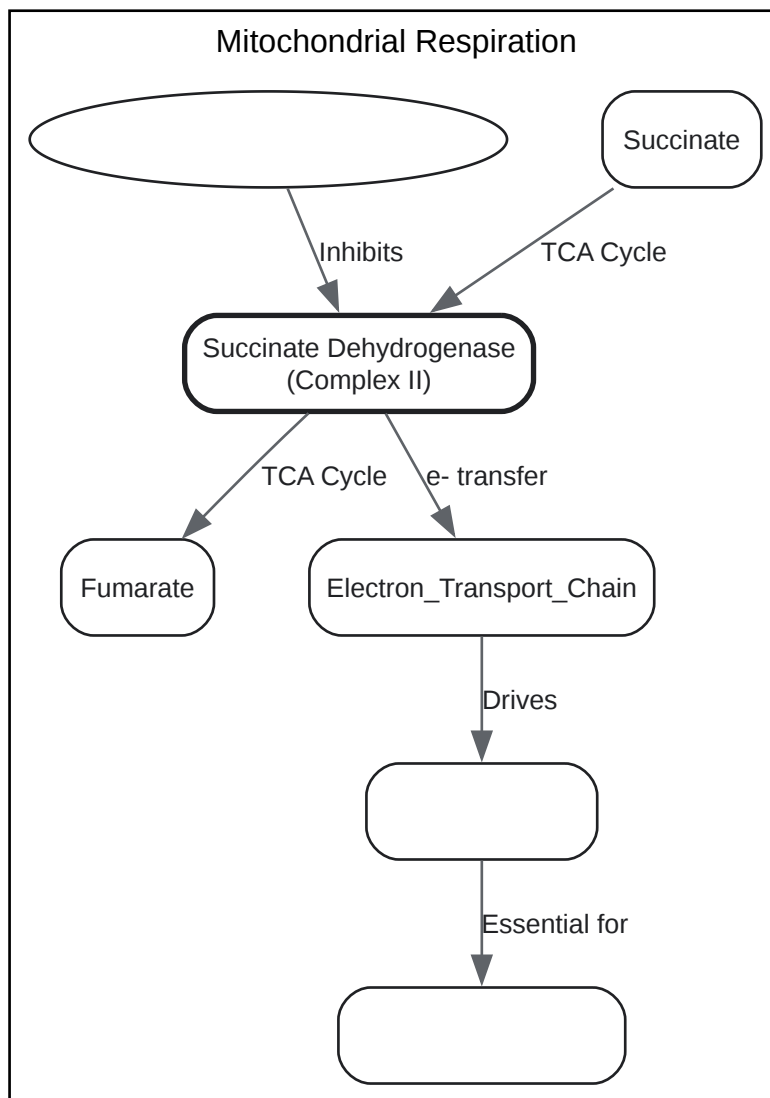 Mitochondrial Respiration
Succinate
Inhibits
TCA Cycle
Succinate Dehydrogenase
(Complex II)
TCA Cycle
e- transfer
Fumarate
Electron_Transport_Chain
Drives
Essential for